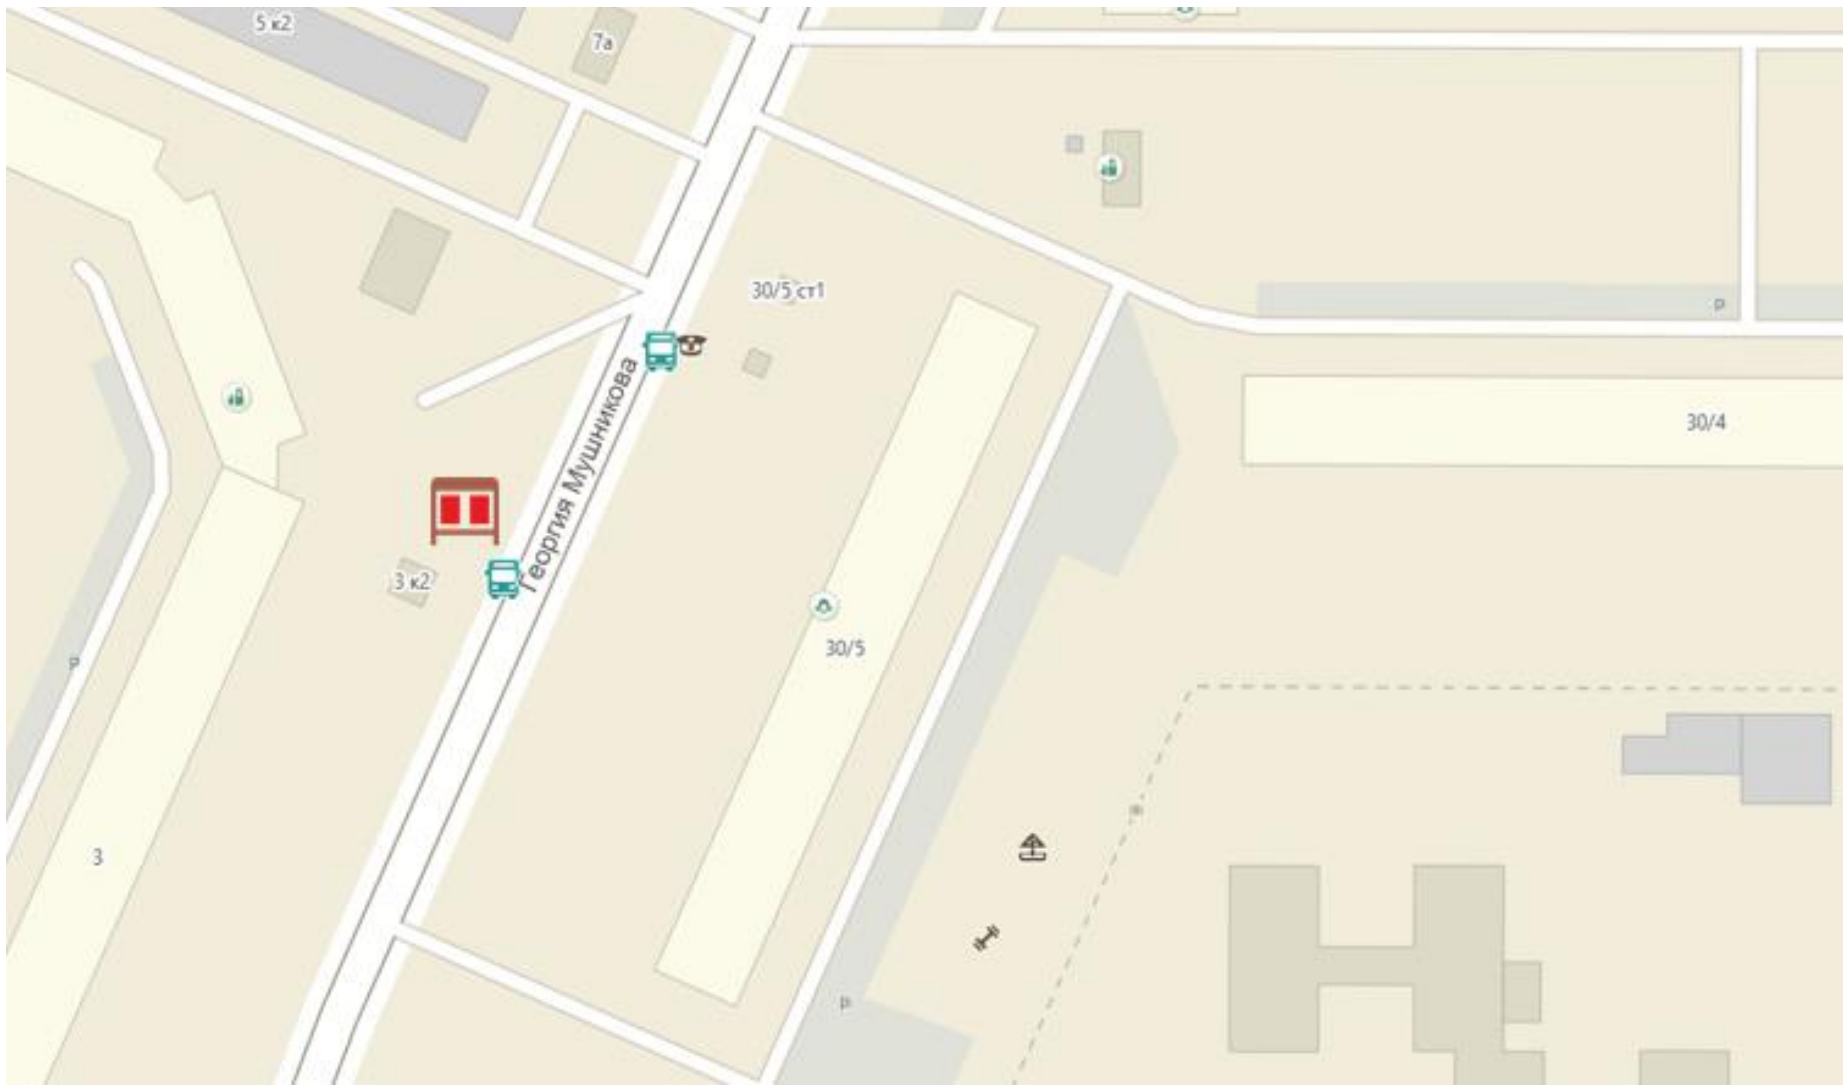 5 к2
7а
30/5 ст1
P
Георгия Мушникова
30/4
3 к2
30/5
P
3
P